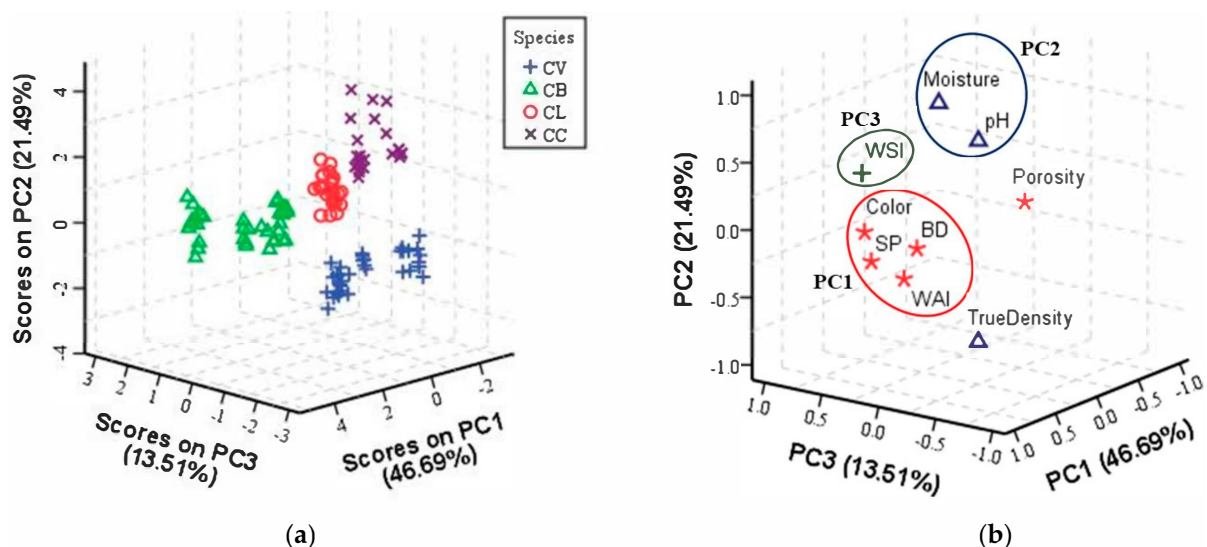 Species
CV
CB
CL
CC
Scores on PC2 (21.49%)
4
2
0
-2
-4
3
2
1
0
-1
-2
-3
Scores on PC3
(13.51%)
4
2
0
-2
Scores on PC1
(46.69%)
(a)
PC2
Moisture
pH
PC3
WSI
Porosity
Color
SP
BD
PC1
WAI
TrueDensity
PC2 (21.49%)
1.0
0.5
0.0
-0.5
-1.0
1.0
0.5
0.0
-0.5
-1.0
PC3 (13.51%)
1.0
0.5
0.0
-0.5
-1.0
PC1 (46.69%)
(b)